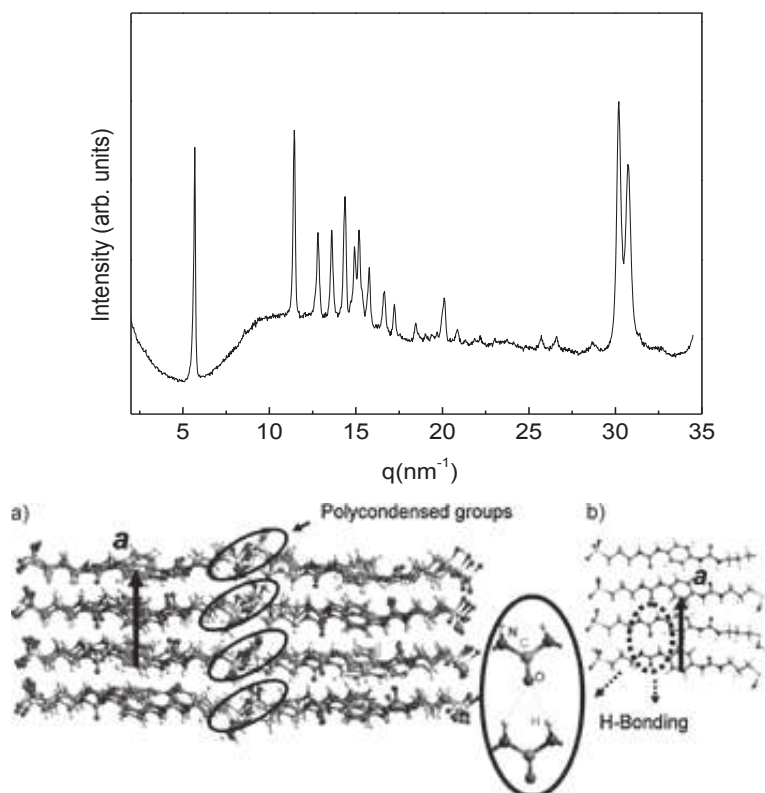 Intensity (arb. units)
5 10 15 20 25 30 35
q(nm⁻¹)
a)
Polycondensed groups
b)
a
a
N
C
O
H
H-Bonding